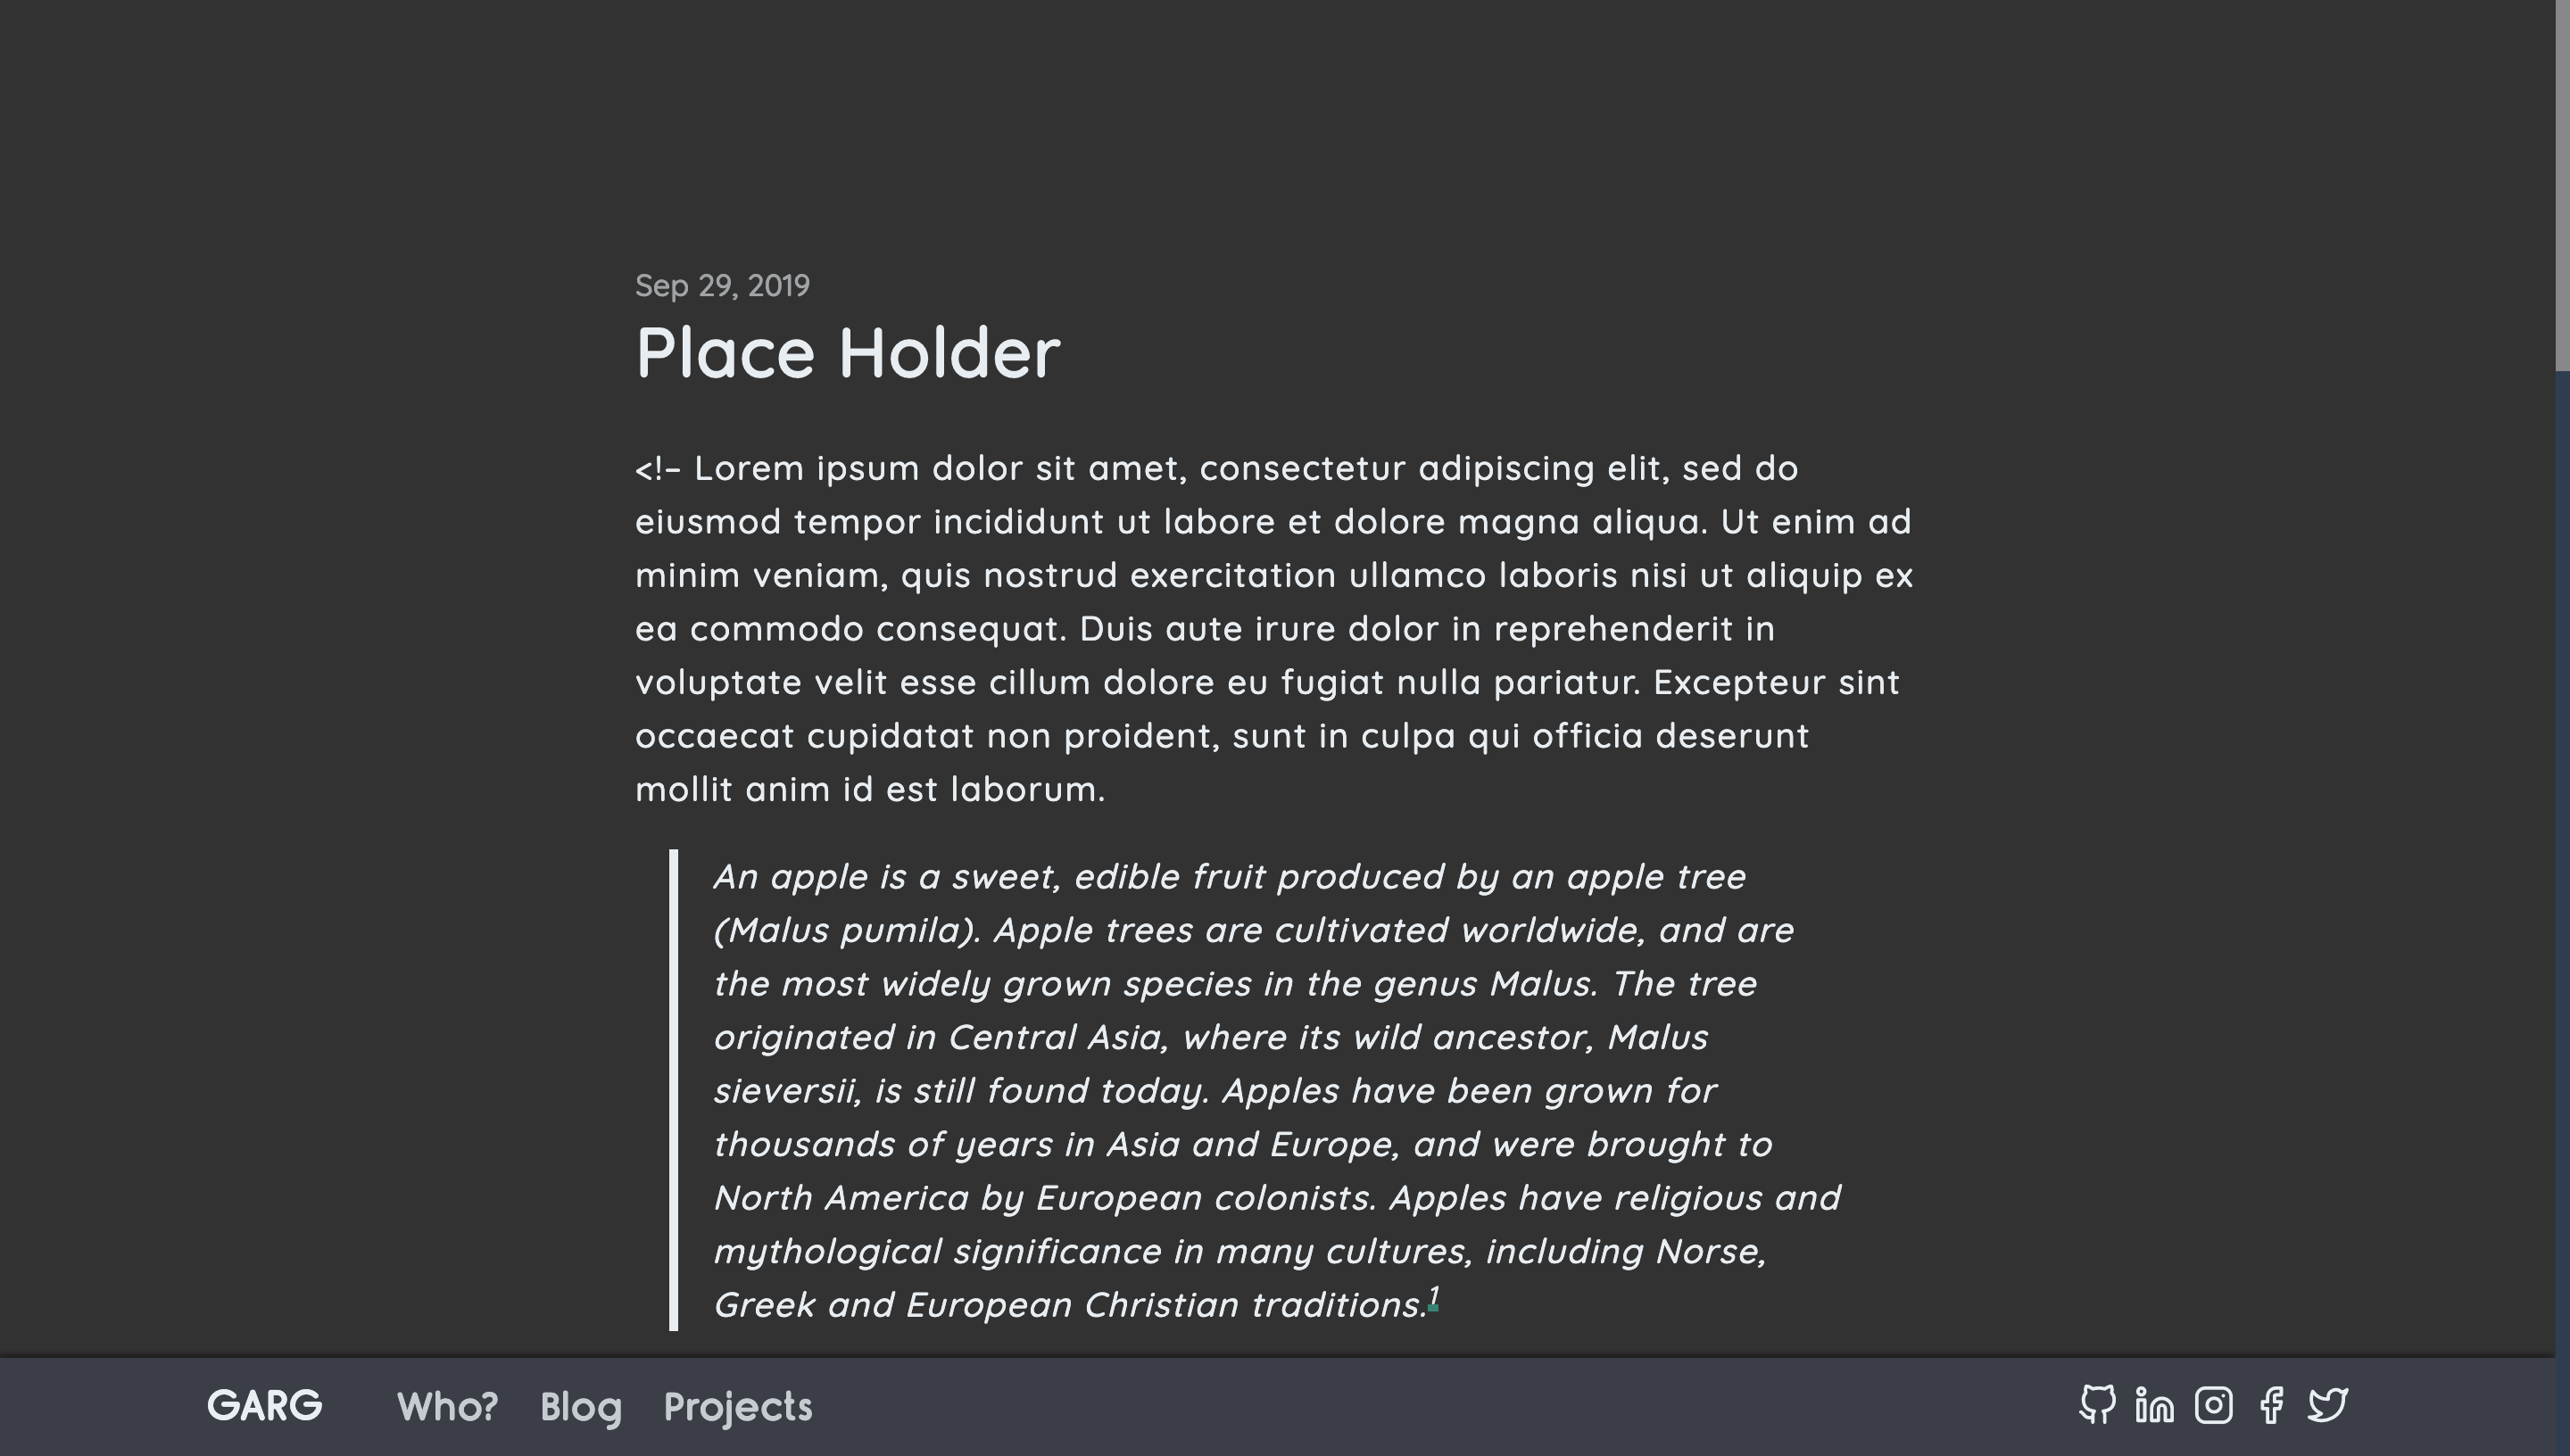 Sep 29, 2019
Place Holder
<!– Lorem ipsum dolor sit amet, consectetur adipiscing elit, sed do
eiusmod tempor incididunt ut labore et dolore magna aliqua. Ut enim ad
minim veniam, quis nostrud exercitation ullamco laboris nisi ut aliquip ex
ea commodo consequat. Duis aute irure dolor in reprehenderit in
voluptate velit esse cillum dolore eu fugiat nulla pariatur. Excepteur sint
occaecat cupidatat non proident, sunt in culpa qui officia deserunt
mollit anim id est laborum.
An apple is a sweet, edible fruit produced by an apple tree
(Malus pumila). Apple trees are cultivated worldwide, and are
the most widely grown species in the genus Malus. The tree
originated in Central Asia, where its wild ancestor, Malus
sieversii, is still found today. Apples have been grown for
thousands of years in Asia and Europe, and were brought to
North America by European colonists. Apples have religious and
mythological significance in many cultures, including Norse,
Greek and European Christian traditions.1
GARG Who? Blog Projects